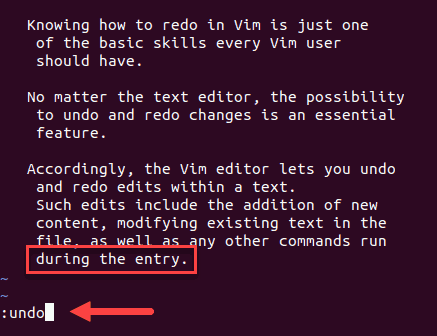 Knowing how to redo in Vim is just one
of the basic skills every Vim user
should have.
No matter the text editor, the possibility
to undo and redo changes is an essential
feature.
Accordingly, the Vim editor lets you undo
and redo edits within a text.
Such edits include the addition of new
content, modifying existing text in the
file, as well as any other commands run
during the entry.
~
~
:undo